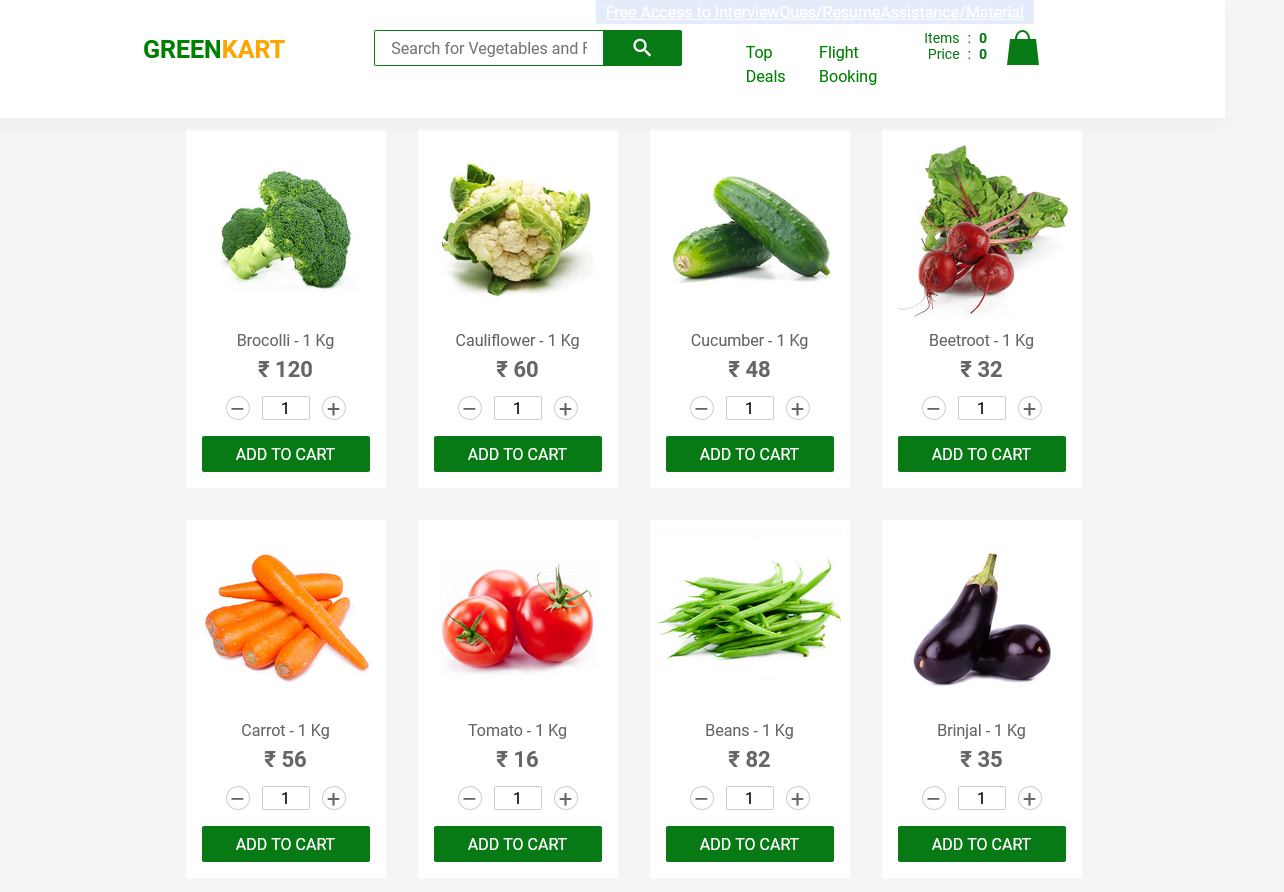 Free Access to InterviewQues/ResumeAssistance/Material
GREENKART
Search for Vegetables and F
Top
Deals
Flight
Booking
Items : 0
Price : 0
Brocolli - 1 Kg
₹ 120
– 1 +
ADD TO CART
Cauliflower - 1 Kg
₹ 60
– 1 +
ADD TO CART
Cucumber - 1 Kg
₹ 48
– 1 +
ADD TO CART
Beetroot - 1 Kg
₹ 32
– 1 +
ADD TO CART
Carrot - 1 Kg
₹ 56
– 1 +
ADD TO CART
Tomato - 1 Kg
₹ 16
– 1 +
ADD TO CART
Beans - 1 Kg
₹ 82
– 1 +
ADD TO CART
Brinjal - 1 Kg
₹ 35
– 1 +
ADD TO CART